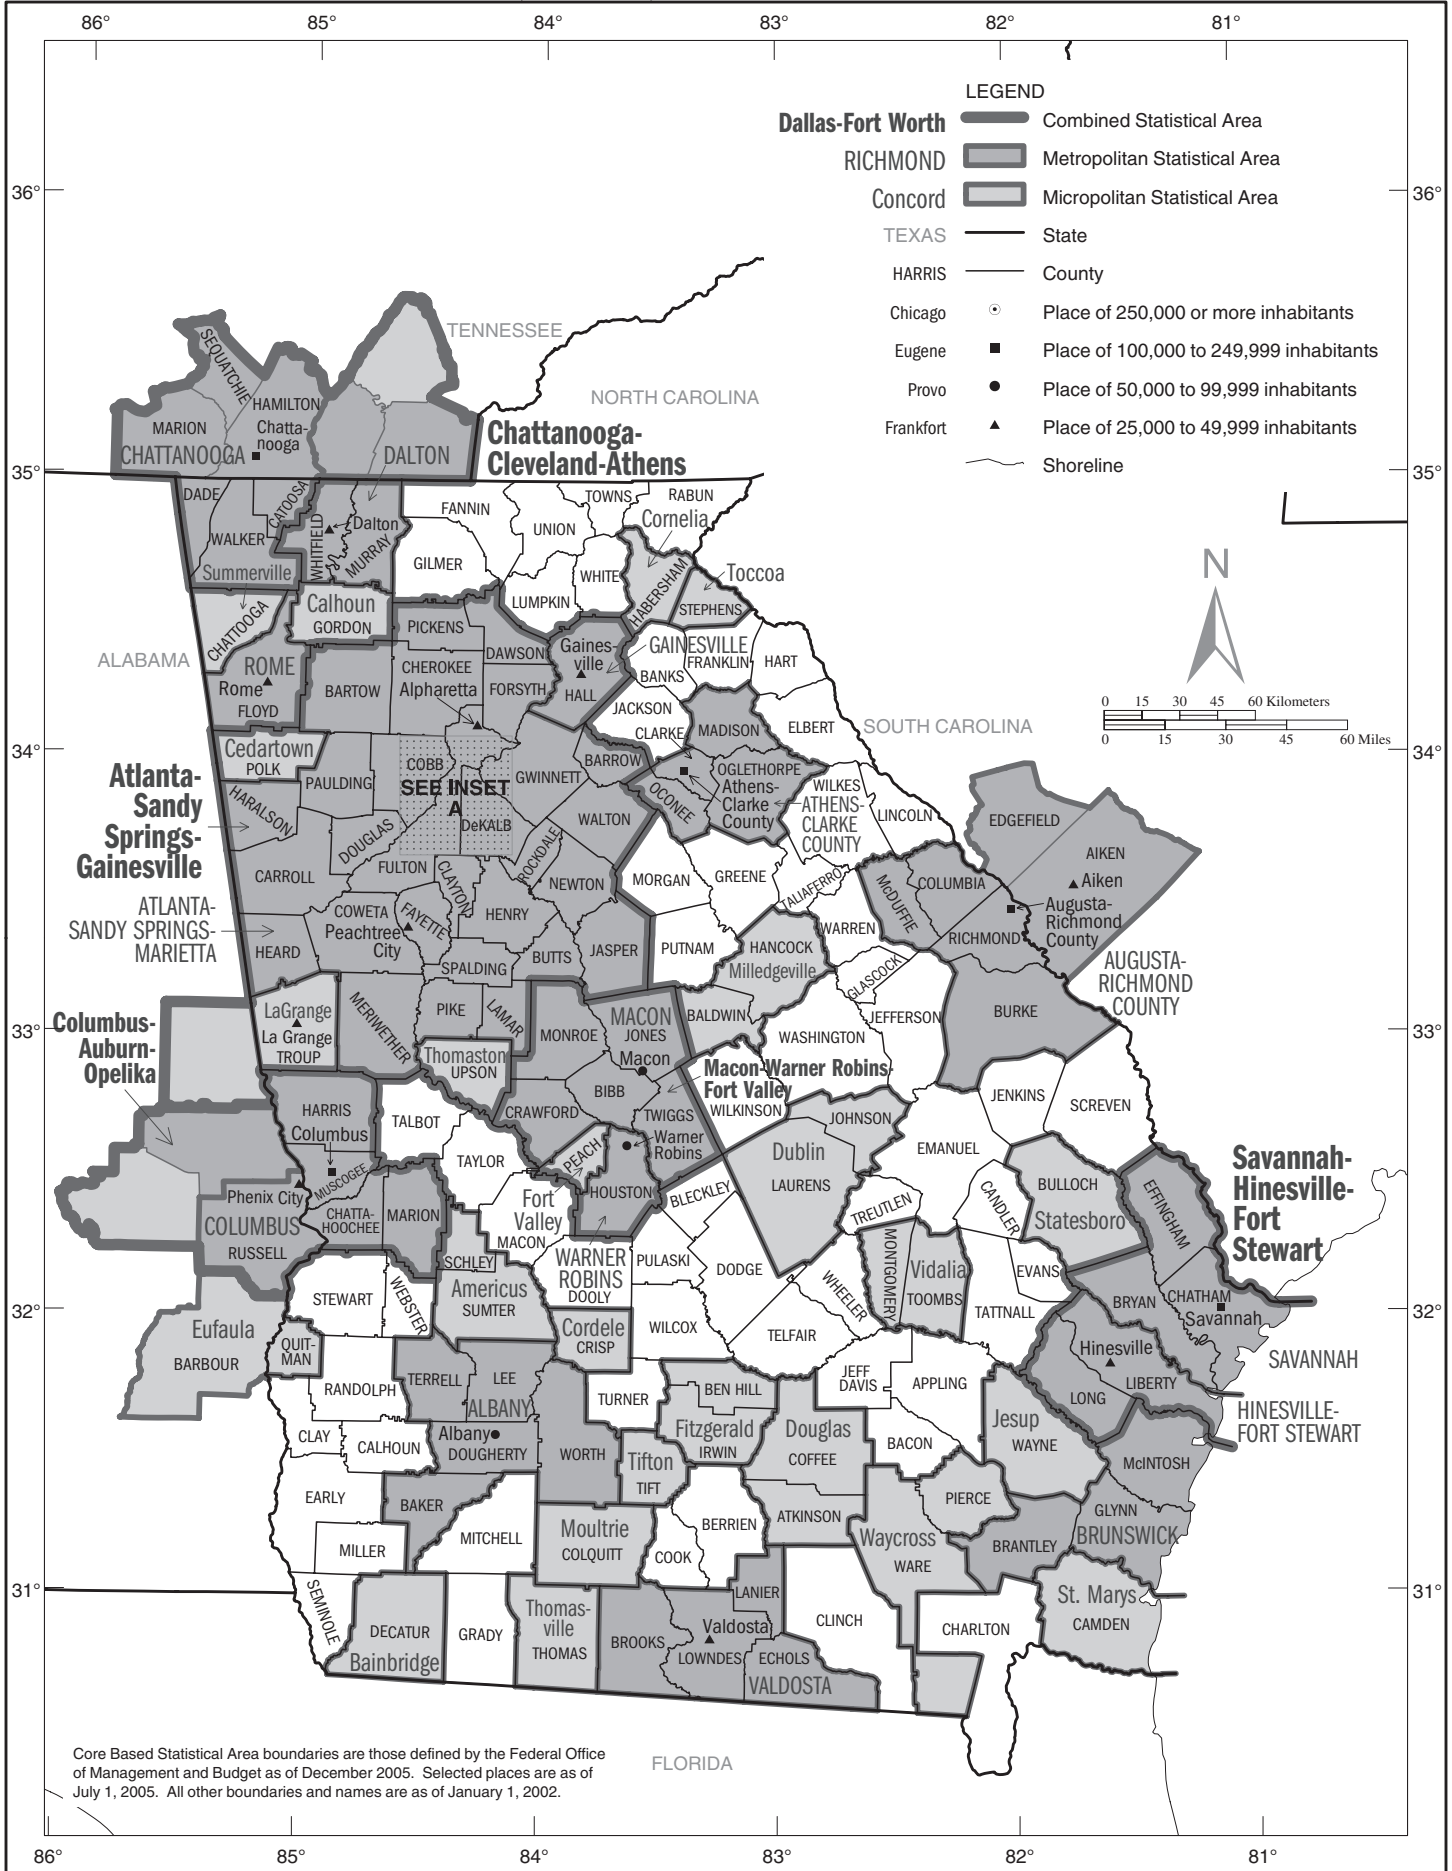 86°
85°
84°
83°
82°
81°
LEGEND
Dallas-Fort Worth
Combined Statistical Area
RICHMOND
Metropolitan Statistical Area
Concord
Micropolitan Statistical Area
TEXAS
State
HARRIS
County
Chicago
Place of 250,000 or more inhabitants
Eugene
Place of 100,000 to 249,999 inhabitants
Provo
Place of 50,000 to 99,999 inhabitants
Frankfort
Place of 25,000 to 49,999 inhabitants
Shoreline
36°
36°
TENNESSEE
NORTH CAROLINA
SEQUATCHIE
HAMILTON
MARION
Chatta-
nooga
CHATTANOOGA
DALTON
Chattanooga-
Cleveland-Athens
35°
35°
DADE
CATOOSA
WALKER
WHITFIELD
Dalton
MURRAY
FANNIN
UNION
TOWNS
RABUN
Cornelia
GILMER
WHITE
LUMPKIN
HABERSHAM
Toccoa
STEPHENS
Summerville
CHATTOOGA
Calhoun
GORDON
PICKENS
DAWSON
Gaines-
ville
HALL
GAINESVILLE
BANKS
FRANKLIN
HART
N
ALABAMA
ROME
Rome
FLOYD
BARTOW
CHEROKEE
Alpharetta
FORSYTH
JACKSON
MADISON
ELBERT
SOUTH CAROLINA
0 15 30 45 60 Kilometers
0 15 30 45 60 Miles
34°
34°
Cedartown
POLK
PAULDING
COBB
SEE INSET
A
DeKALB
GWINNETT
BARROW
CLARKE
OCONEE
OGLETHORPE
Athens-
Clarke
County
WILKES
ATHENS-
CLARKE
COUNTY
LINCOLN
Atlanta-
Sandy
Springs-
Gainesville
HARALSON
DOUGLAS
WALTON
ROCKDALE
CARROLL
FULTON
CLAYTON
NEWTON
MORGAN
GREENE
TALIAFERRO
McDUFFIE
COLUMBIA
EDGEFIELD
AIKEN
Aiken
Augusta-
Richmond
County
RICHMOND
ATLANTA-
SANDY SPRINGS-
MARIETTA
HEARD
COWETA
Peachtree
City
FAYETTE
HENRY
SPALDING
BUTTS
JASPER
PUTNAM
HANCOCK
Milledgeville
WARREN
GLASCOCK
AUGUSTA-
RICHMOND
COUNTY
33°
33°
LaGrange
La Grange
TROUP
MERIWETHER
PIKE
LAMAR
MONROE
MACON
JONES
Macon
BALDWIN
WASHINGTON
JEFFERSON
BURKE
Columbus-
Auburn-
Opelika
Thomaston
UPSON
BIBB
Macon-Warner Robins-
Fort Valley
WILKINSON
JENKINS
SCREVEN
HARRIS
Columbus
TALBOT
CRAWFORD
TWIGGS
JOHNSON
EMANUEL
TAYLOR
PEACH
Warner
Robins
Dublin
LAURENS
Phenix City
MUSCOGEE
COLUMBUS
RUSSELL
CHATTA-
HOOCHEE
MARION
Fort
Valley
MACON
HOUSTON
BLECKLEY
TREUTLEN
CANDLER
BULLOCH
Statesboro
EFFINGHAM
Savannah-
Hinesville-
Fort
Stewart
SCHLEY
Americus
SUMTER
WARNER
ROBINS
DOOLY
PULASKI
DODGE
WHEELER
MONTGOMERY
Vidalia
TOOMBS
EVANS
TATTNALL
BRYAN
CHATHAM
Savannah
32°
32°
STEWART
WEBSTER
Eufaula
BARBOUR
QUIT-
MAN
Cordele
CRISP
WILCOX
TELFAIR
Hinesville
LIBERTY
LONG
SAVANNAH
RANDOLPH
TERRELL
LEE
ALBANY
TURNER
BEN HILL
JEFF
DAVIS
APPLING
HINESVILLE-
FORT STEWART
CLAY
CALHOUN
Albany
DOUGHERTY
WORTH
Fitzgerald
IRWIN
Tifton
TIFT
Douglas
COFFEE
BACON
Jesup
WAYNE
McINTOSH
EARLY
BAKER
MITCHELL
Moultrie
COLQUITT
BERRIEN
COOK
ATKINSON
PIERCE
Waycross
WARE
BRANTLEY
GLYNN
BRUNSWICK
MILLER
31°
31°
SEMINOLE
DECATUR
Bainbridge
GRADY
Thomas-
ville
THOMAS
BROOKS
LANIER
Valdosta
LOWNDES
ECHOLS
VALDOSTA
CLINCH
CHARLTON
St. Marys
CAMDEN
Core Based Statistical Area boundaries are those defined by the Federal Office
of Management and Budget as of December 2005. Selected places are as of
July 1, 2005. All other boundaries and names are as of January 1, 2002.
FLORIDA
86°
85°
84°
83°
82°
81°